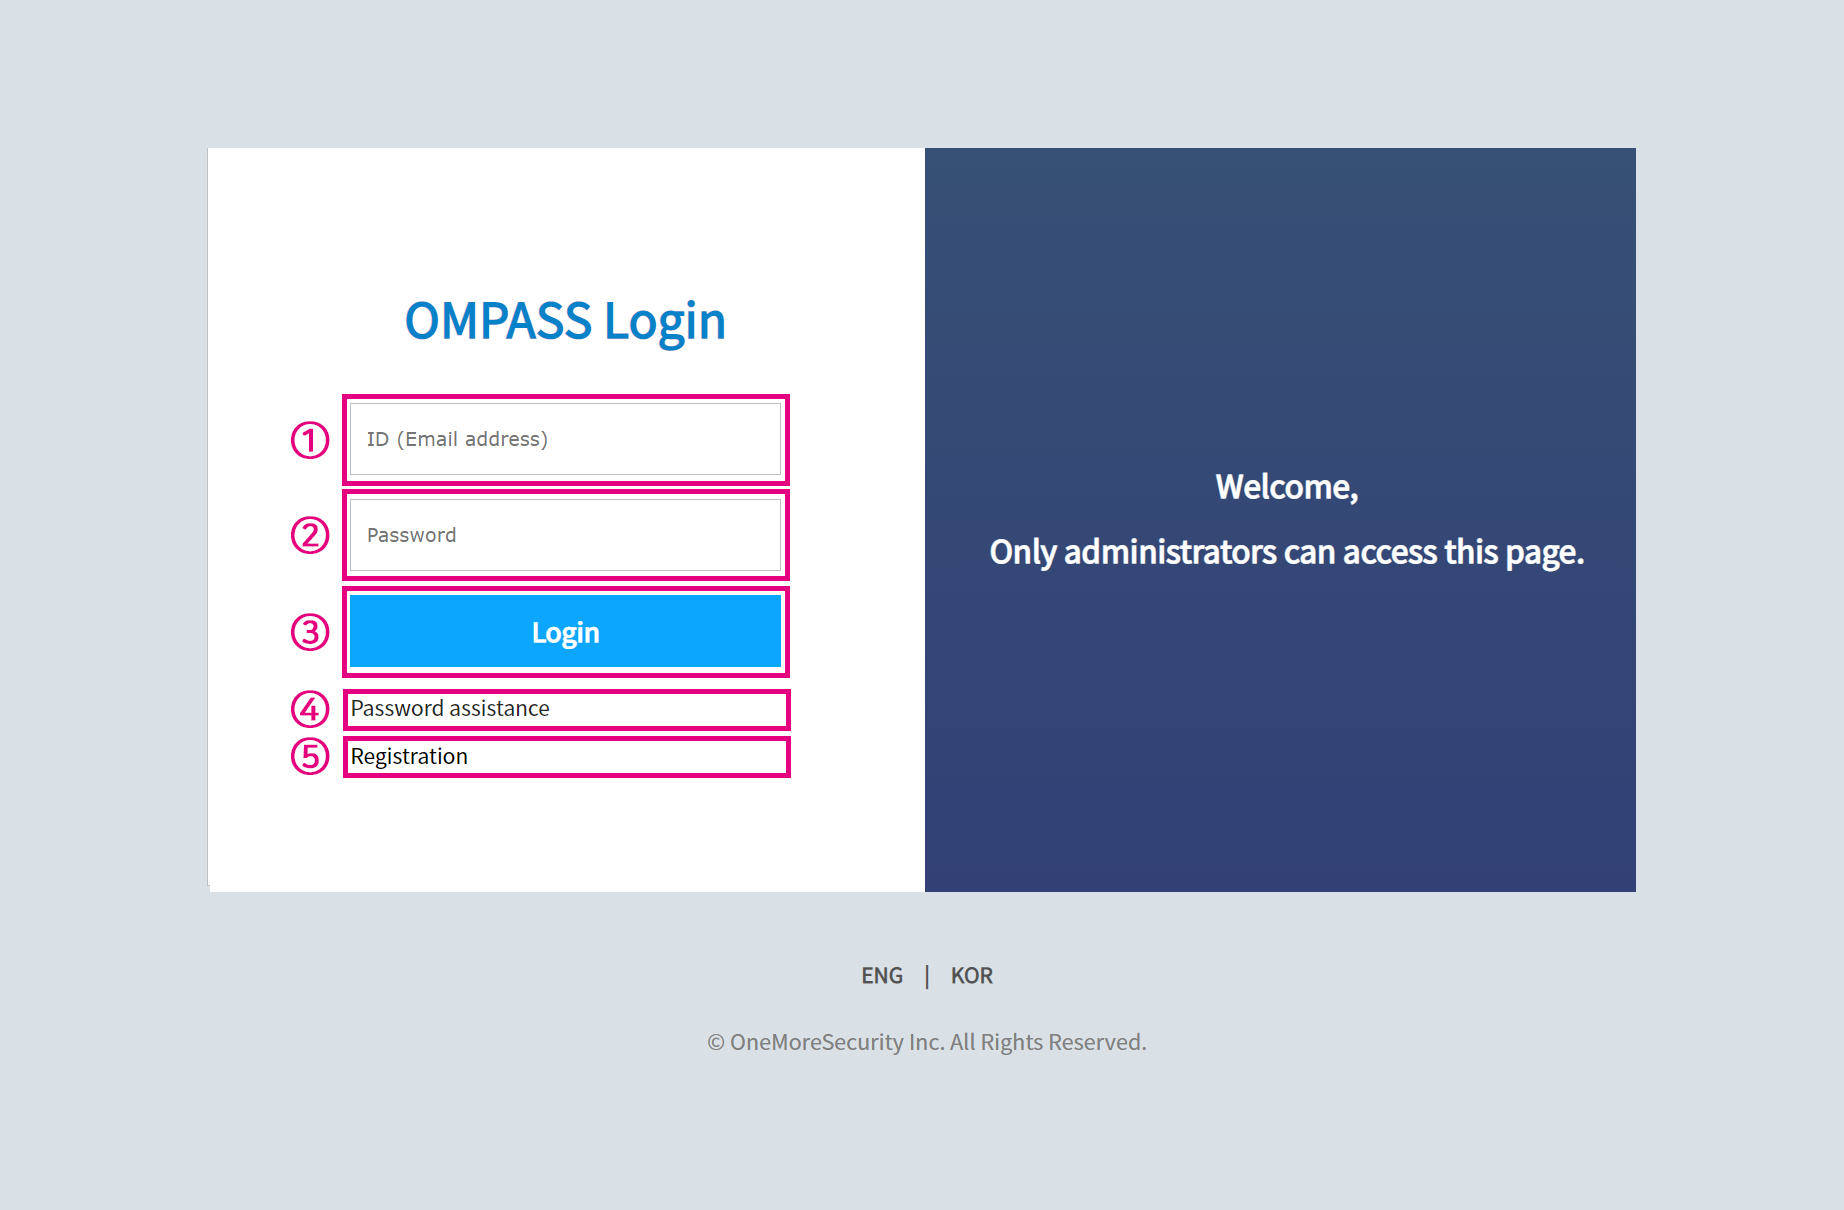 OMPASS Login
① ID (Email address)
② Password
③ Login
④ Password assistance
⑤ Registration
Welcome,
Only administrators can access this page.
ENG | KOR
© OneMoreSecurity Inc. All Rights Reserved.